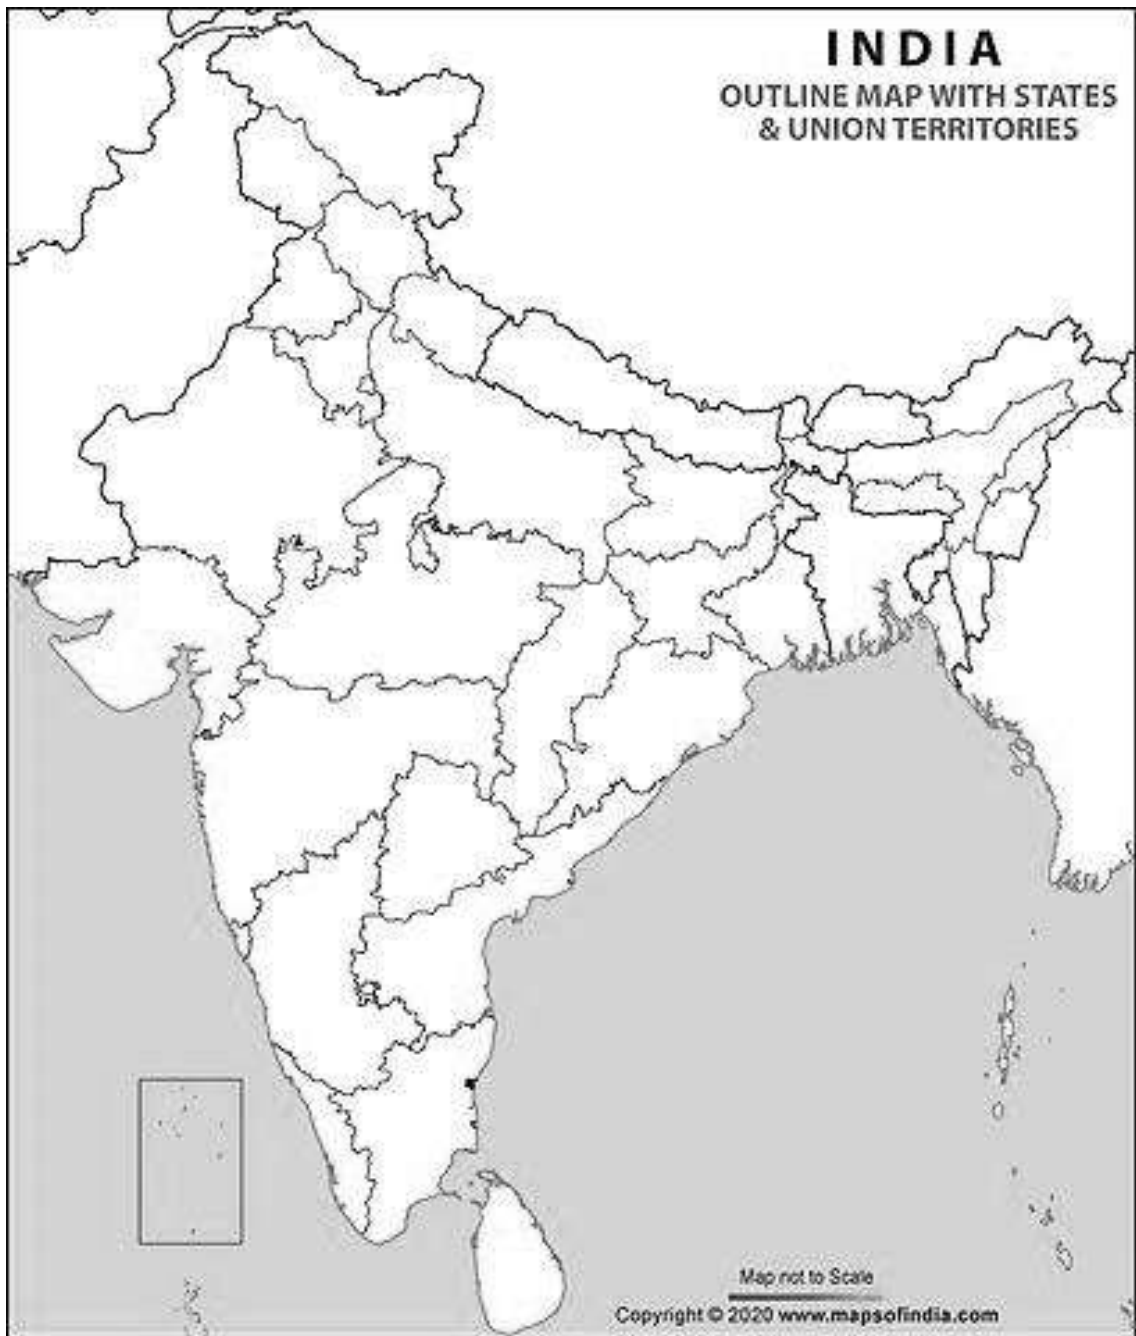 INDIA
OUTLINE MAP WITH STATES
& UNION TERRITORIES
Map not to Scale
Copyright © 2020 www.mapsofindia.com